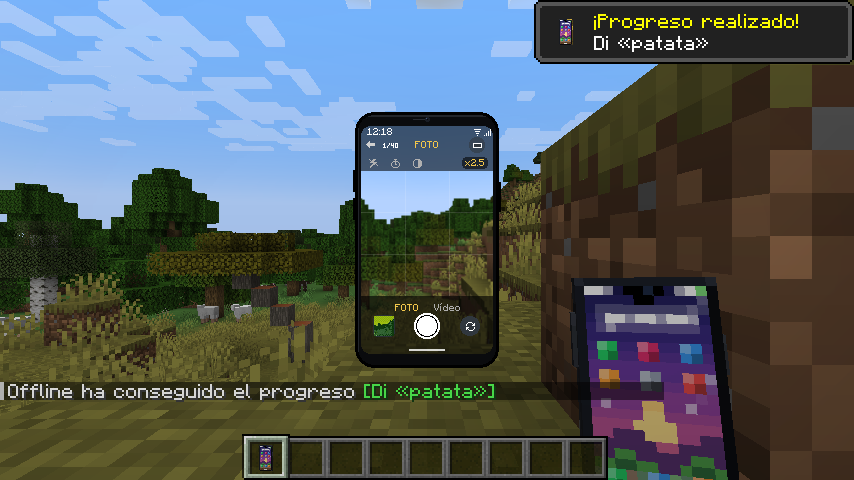 ¡Progreso realizado!
Di «patata»
12:18
1/40 FOTO
x2.5
FOTO Vídeo
Offline ha conseguido el progreso [Di «patata»]